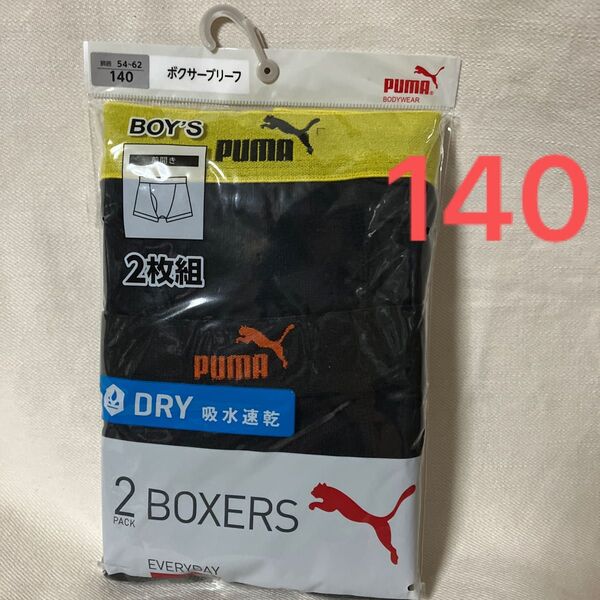 胴囲 54~62
140
ボクサーブリーフ
PUMA
BODYWEAR
BOY'S
PUMA
前開き
140
2枚組
PUMA
DRY 吸水速乾
2 BOXERS
PACK
EVERYDAY